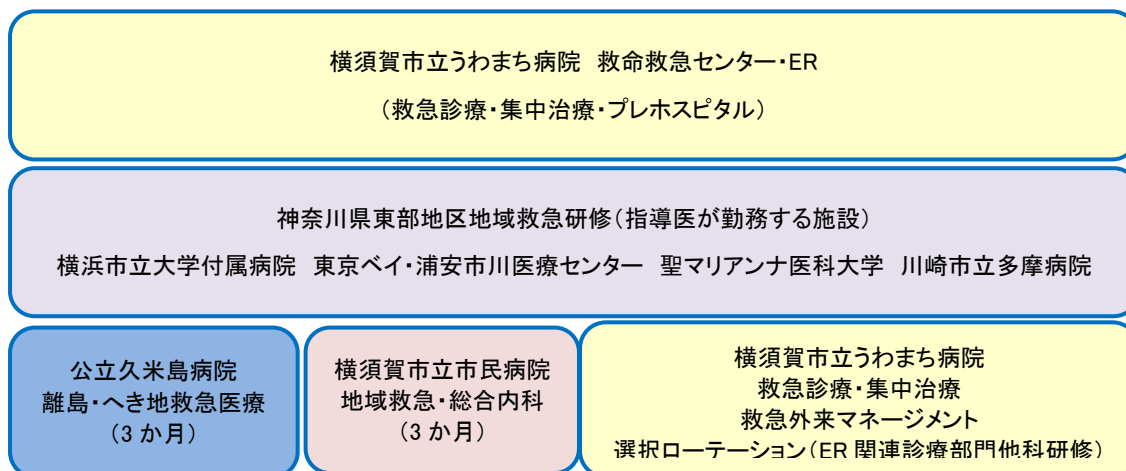 横須賀市立うわまち病院 救命救急センター・ER
（救急診療・集中治療・プレホスピタル）
神奈川県東部地区地域救急研修（指導医が勤務する施設）
横浜市立大学付属病院 東京ベイ・浦安市川医療センター 聖マリアンナ医科大学 川崎市立多摩病院
公立久米島病院
離島・へき地救急医療
（3 か月）
横須賀市立市民病院
地域救急・総合内科
（3 か月）
横須賀市立うわまち病院
救急診療・集中治療
救急外来マネージメント
選択ローテーション（ER 関連診療部門他科研修）